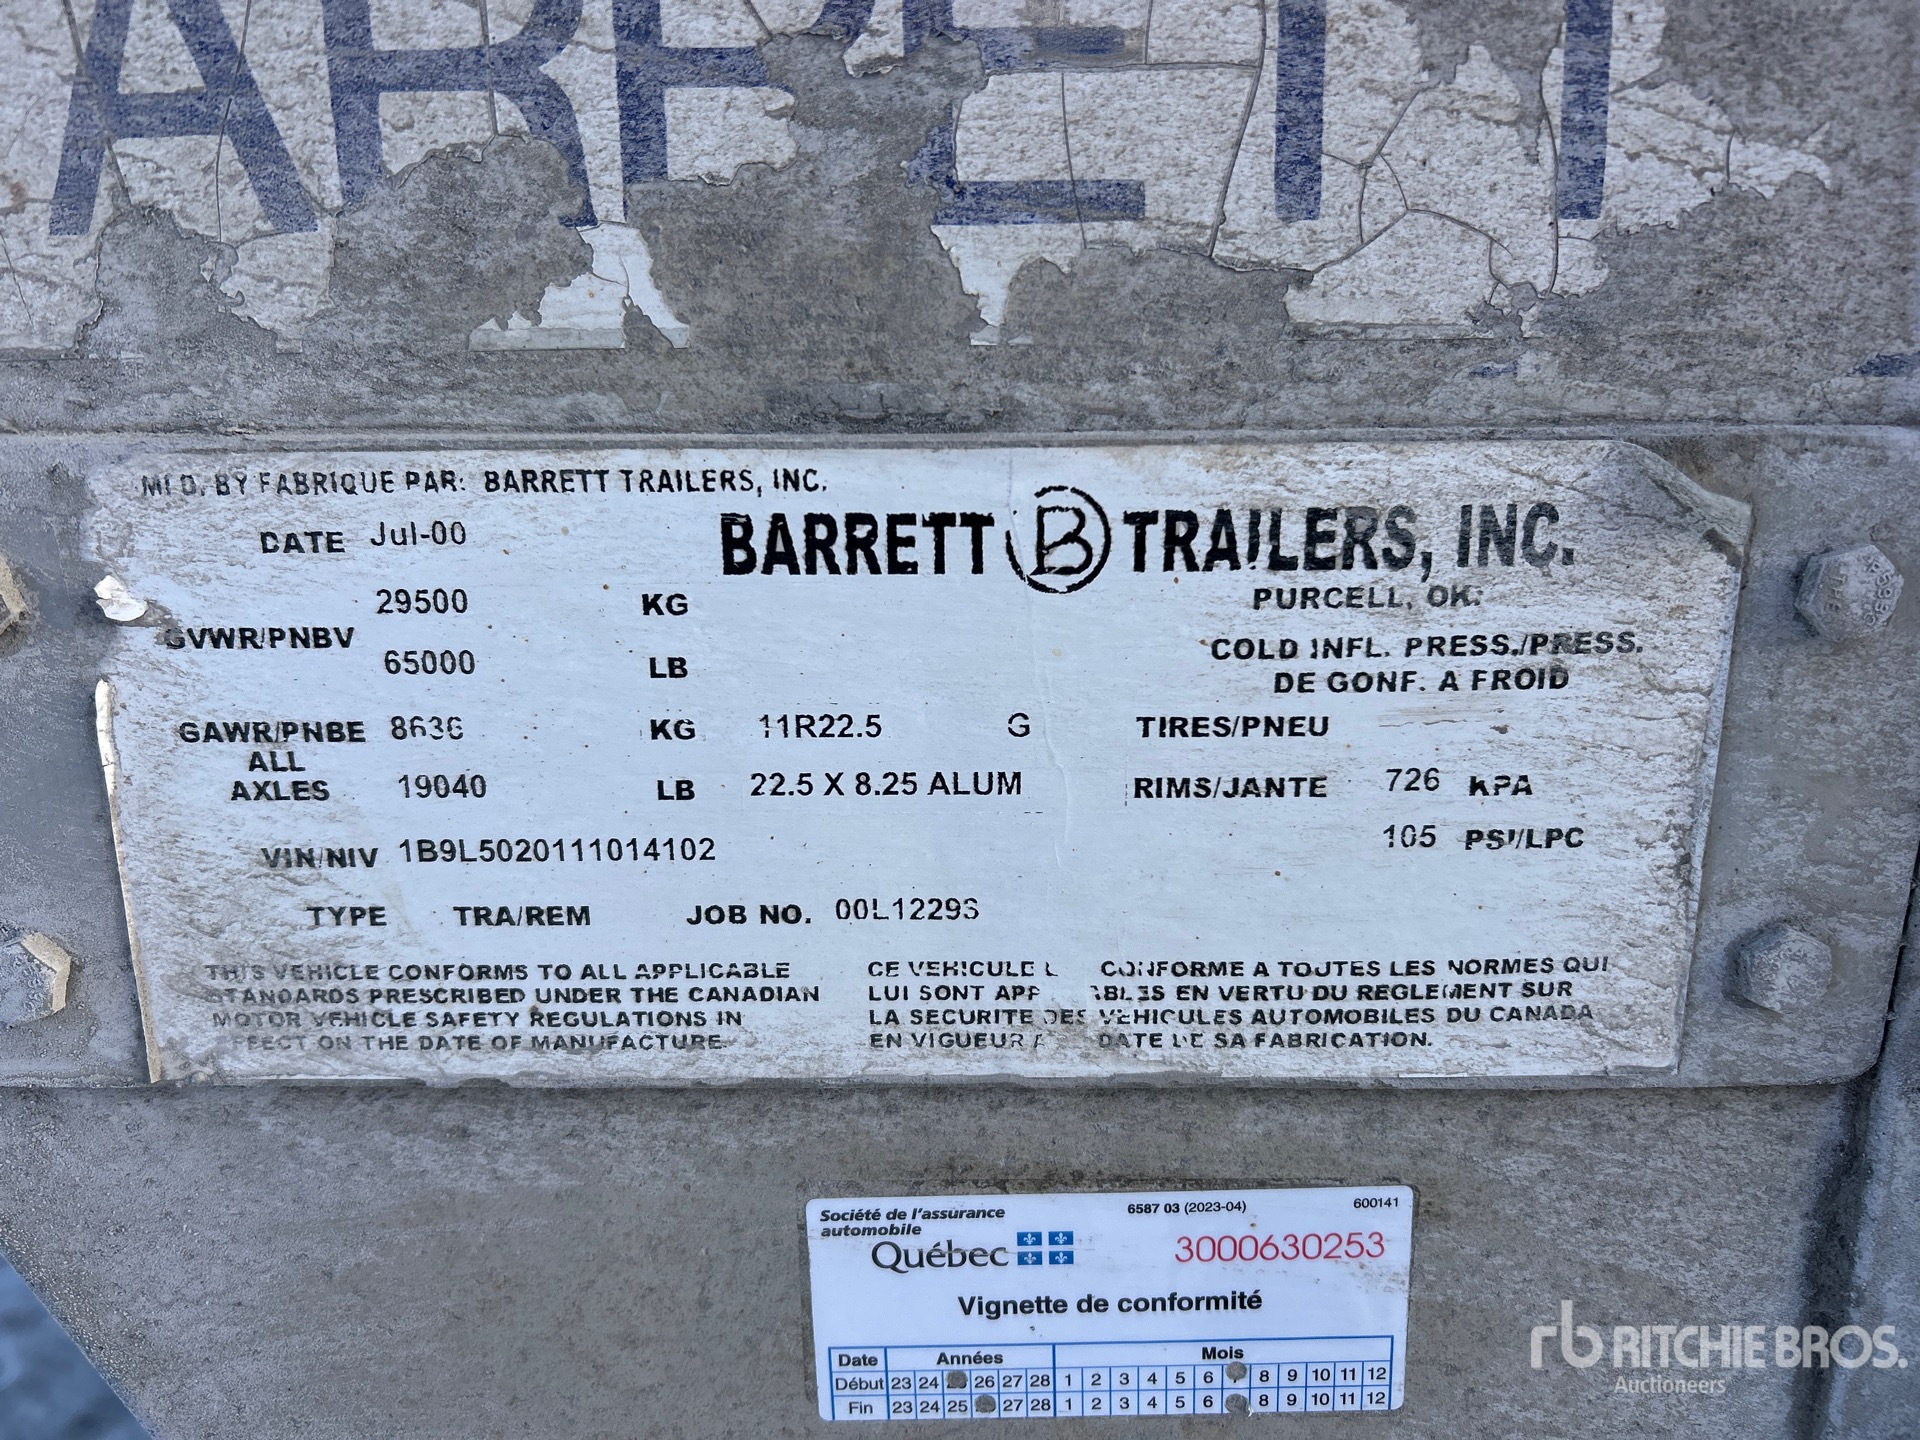 BARRETT
MFD. BY FABRIQUE PAR: BARRETT TRAILERS, INC.
DATE Jul-00
BARRETT B TRAILERS, INC.
PURCELL, OK.
29500 KG
GVWR/PNBV
65000 LB
COLD INFL. PRESS./PRESS.
DE GONF. A FROID
GAWR/PNBE 8636 KG 11R22.5 G TIRES/PNEU
ALL
AXLES 19040 LB 22.5 X 8.25 ALUM RIMS/JANTE 726 KPA
105 PSI/LPC
VIN/NIV 1B9L5020111014102
TYPE TRA/REM JOB NO. 00L12293
THIS VEHICLE CONFORMS TO ALL APPLICABLE
STANDARDS PRESCRIBED UNDER THE CANADIAN
MOTOR VEHICLE SAFETY REGULATIONS IN
EFFECT ON THE DATE OF MANUFACTURE.
CE VEHICULE CONFORME A TOUTES LES NORMES QUI
LUI SONT EN VERTU DU REGLEMENT SUR
LA SECURITE DES VEHICULES AUTOMOBILES DU CANADA
EN VIGUEUR DATE DE SA FABRICATION.
Société de l'assurance
automobile
Québec
6587 03 (2023-04) 600141
3000630253
Vignette de conformité
Date Années Mois
Début 23 24 26 27 28 1 2 3 4 5 6 8 9 10 11 12
Fin 23 24 25 27 28 1 2 3 4 5 6 8 9 10 11 12
rb RITCHIE BROS.
Auctioneers